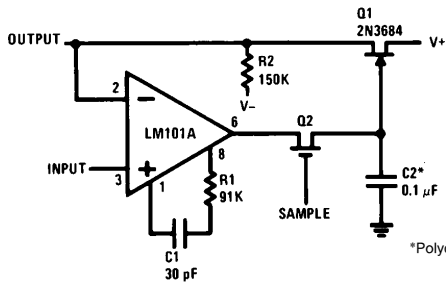 Q1
2N3684
OUTPUT
V+
R2
150K
V−
2
−
Q2
6
LM101A
8
INPUT
+
3
1
R1
91K
C2*
0.1 μF
SAMPLE
C1
30 pF